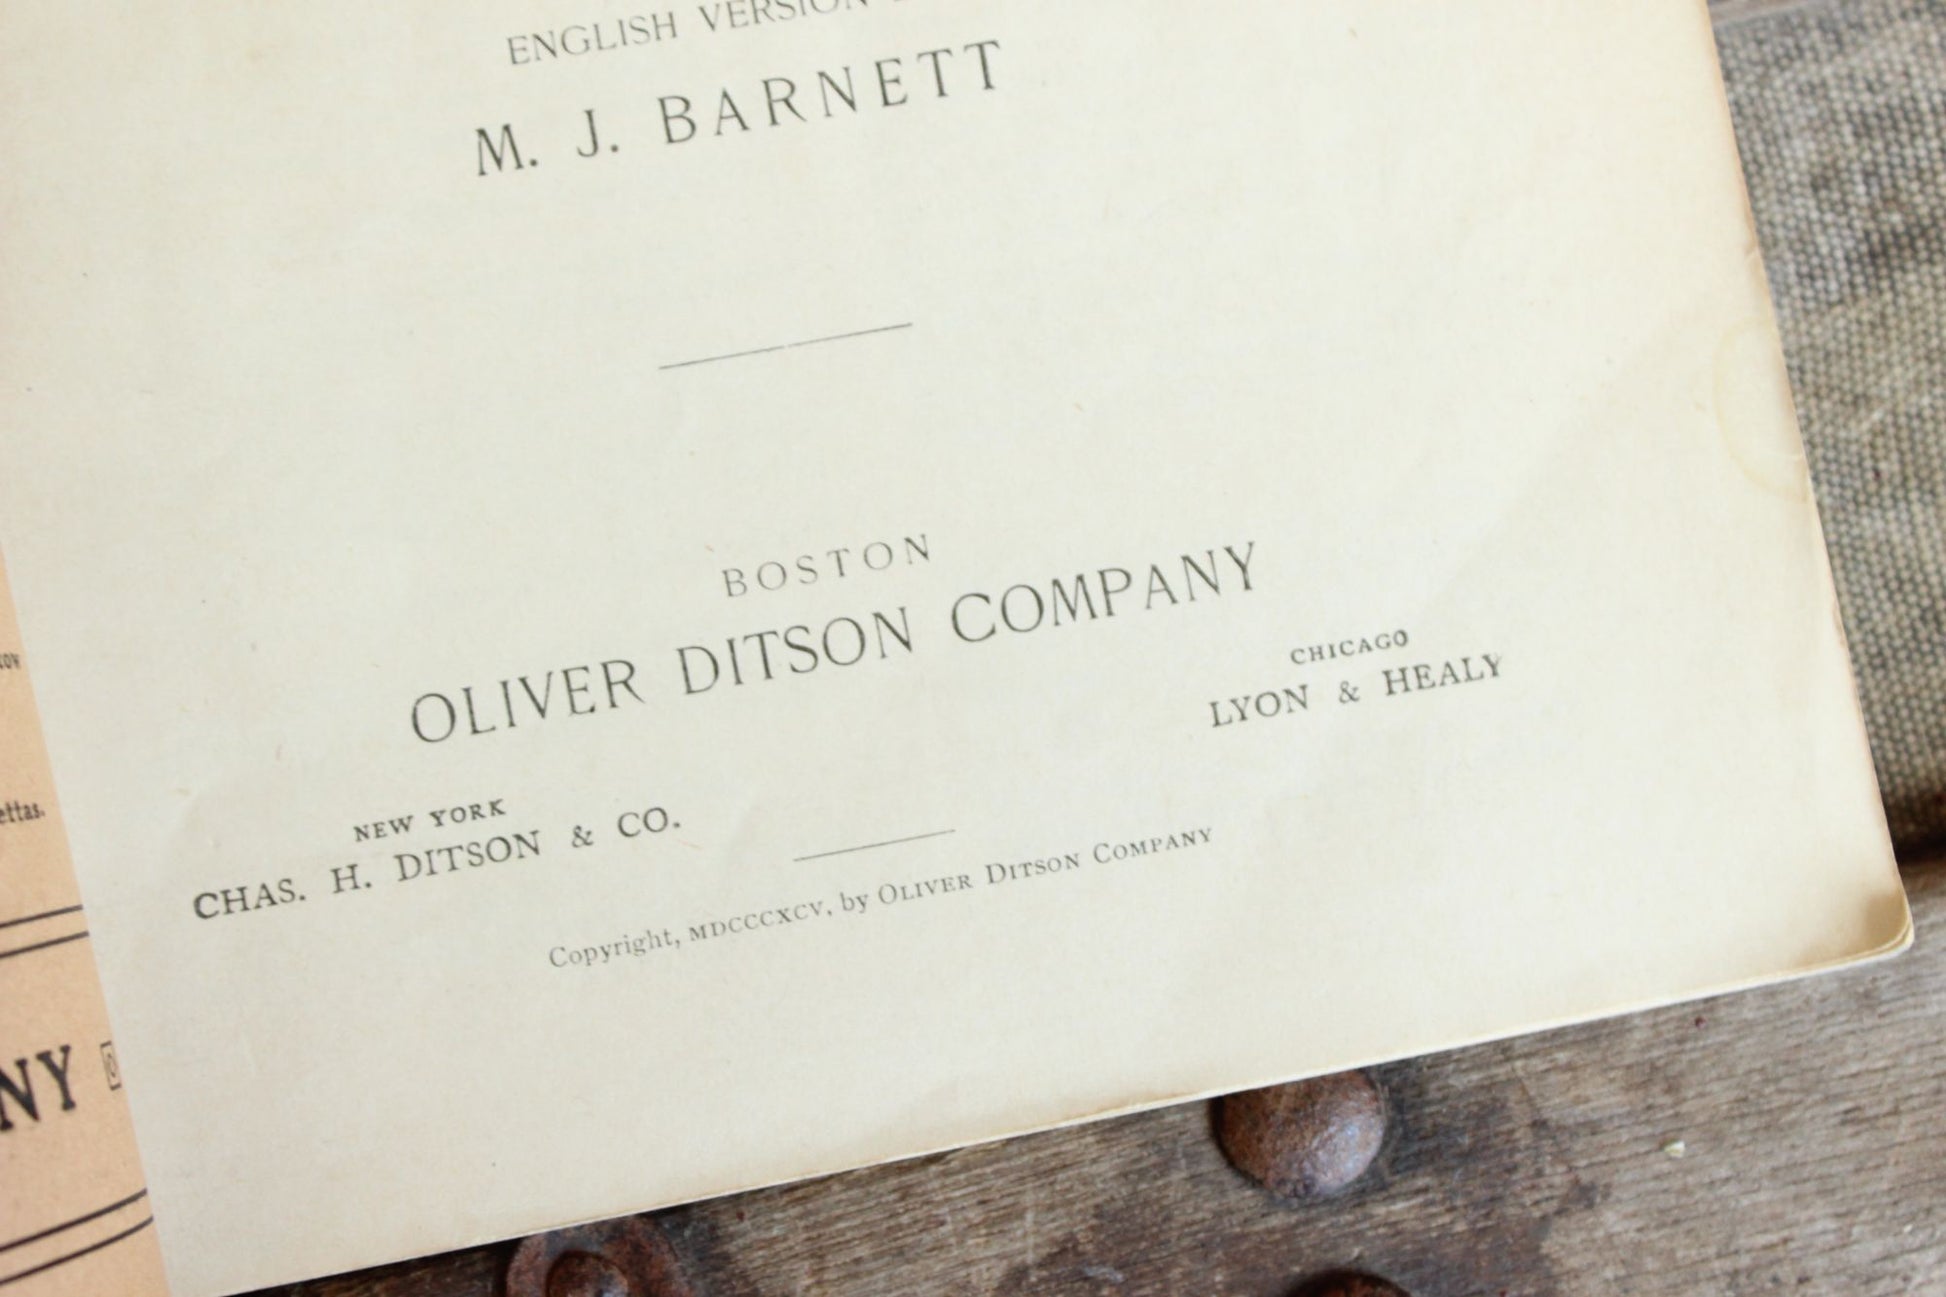 ENGLISH VERSION
M. J. BARNETT
BOSTON
OLIVER DITSON COMPANY
NEW YORK
CHAS. H. DITSON & CO.
CHICAGO
LYON & HEALY
Copyright, MDCCCXCV, by OLIVER DITSON COMPANY